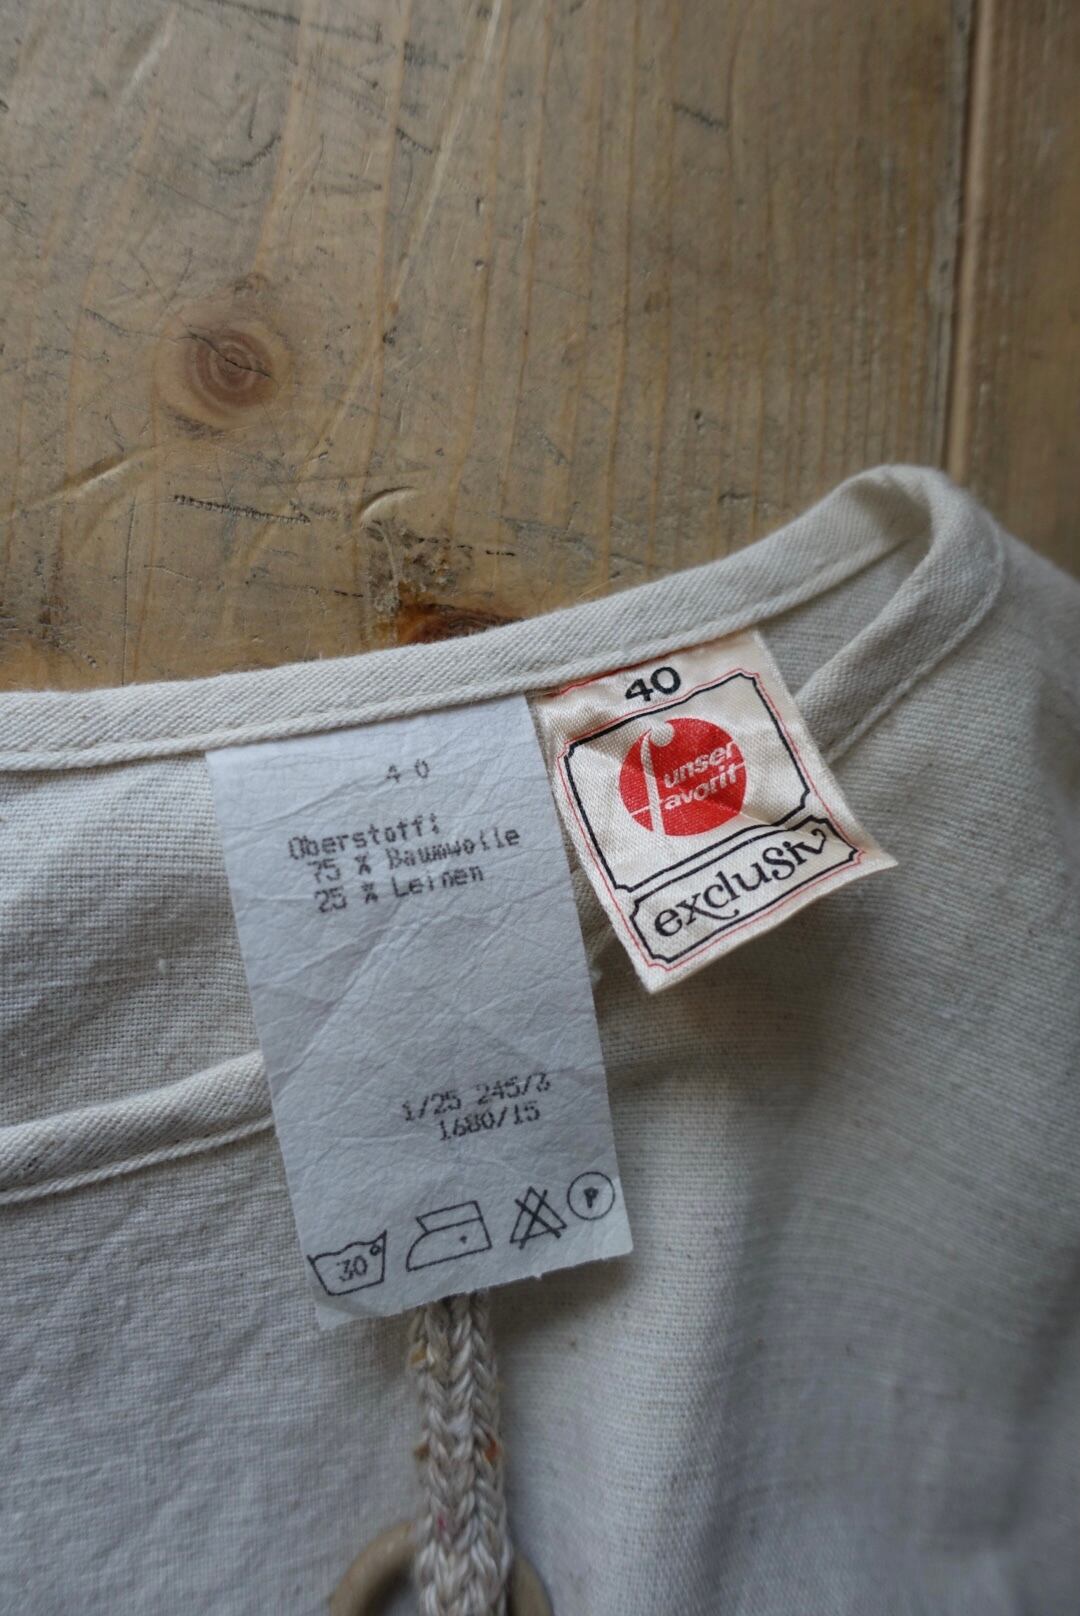 40
unser
favorit
exclusiv
40
Oberstoff:
75 % Baumwolle
25 % Leinen
1/25 245/3
1680/15
30°
P